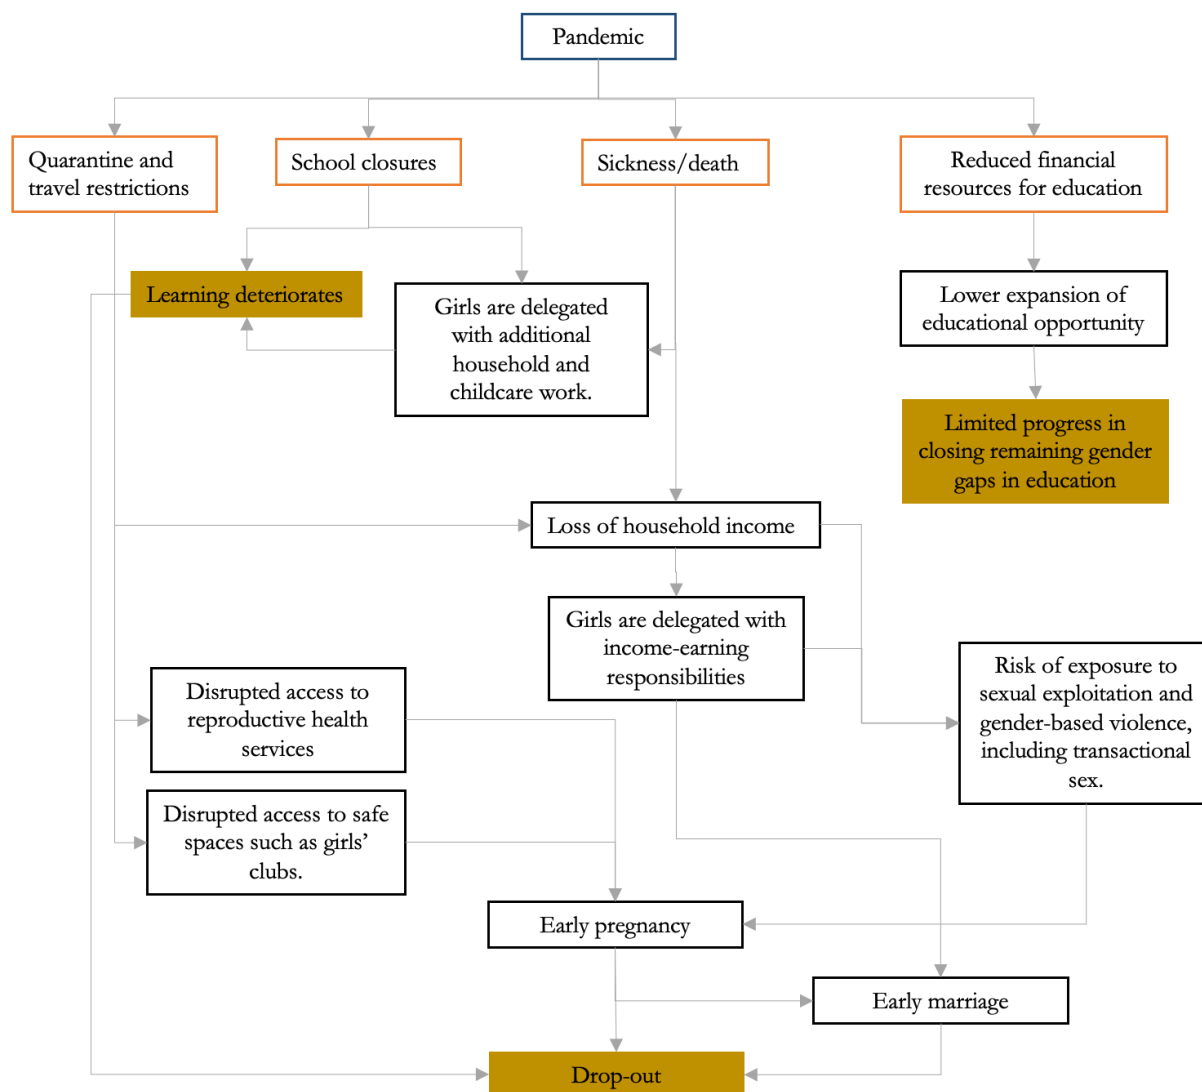 Pandemic
Quarantine and
travel restrictions
School closures
Sickness/death
Reduced financial
resources for education
Learning deteriorates
Girls are delegated
with additional
household and
childcare work.
Lower expansion of
educational opportunity
Limited progress in
closing remaining gender
gaps in education
Loss of household income
Girls are delegated with
income-earning
responsibilities
Risk of exposure to
sexual exploitation and
gender-based violence,
including transactional
sex.
Disrupted access to
reproductive health
services
Disrupted access to safe
spaces such as girls’
clubs.
Early pregnancy
Early marriage
Drop-out